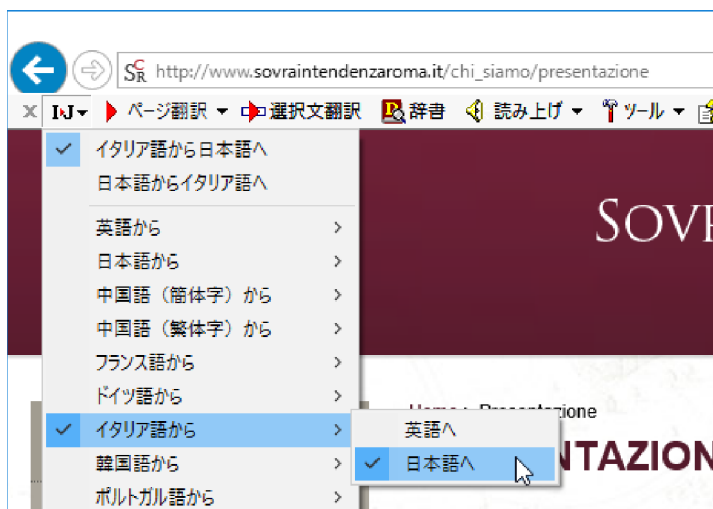 http://www.sovraintendenzaroma.it/chi_siamo/presentazione
I›J ページ翻訳 選択文翻訳 辞書 読み上げ ツール
イタリア語から日本語へ
日本語からイタリア語へ
英語から
日本語から
中国語(簡体字)から
中国語(繁体字)から
フランス語から
ドイツ語から
イタリア語から
韓国語から
ポルトガル語から
英語へ
日本語へ
SOV
Home › Presentazione
NTAZION